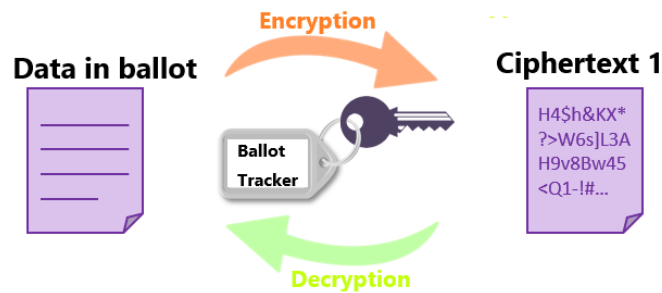 Encryption
Data in ballot
Ciphertext 1
H4$h&KX*
?>W6s]L3A
H9v8Bw45
<Q1-!#...
Ballot
Tracker
Decryption